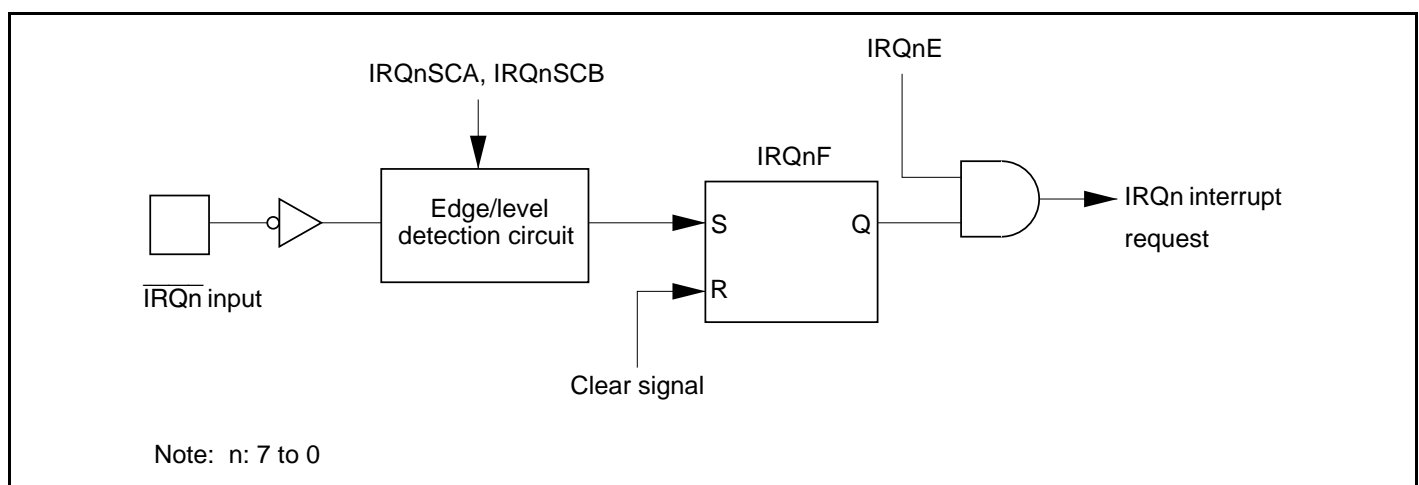 IRQnE
IRQnSCA, IRQnSCB
IRQnF
Edge/level
detection circuit
S
Q
R
IRQn interrupt
request
IRQn input
Clear signal
Note: n: 7 to 0